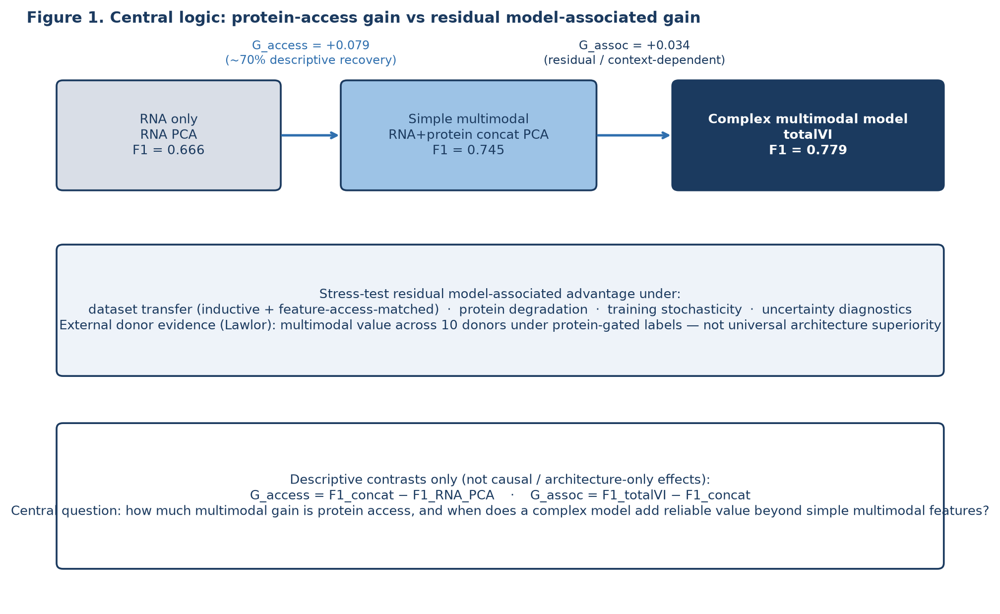 Figure 1. Central logic: protein-access gain vs residual model-associated gain
G_access = +0.079
(~70% descriptive recovery)
G_assoc = +0.034
(residual / context-dependent)
RNA only
RNA PCA
F1 = 0.666
Simple multimodal
RNA+protein concat PCA
F1 = 0.745
Complex multimodal model
totalVI
F1 = 0.779
Stress-test residual model-associated advantage under:
dataset transfer (inductive + feature-access-matched)  ·  protein degradation  ·  training stochasticity  ·  uncertainty diagnostics
External donor evidence (Lawlor): multimodal value across 10 donors under protein-gated labels — not universal architecture superiority
Descriptive contrasts only (not causal / architecture-only effects):
G_access = F1_concat − F1_RNA_PCA    ·    G_assoc = F1_totalVI − F1_concat
Central question: how much multimodal gain is protein access, and when does a complex model add reliable value beyond simple multimodal features?